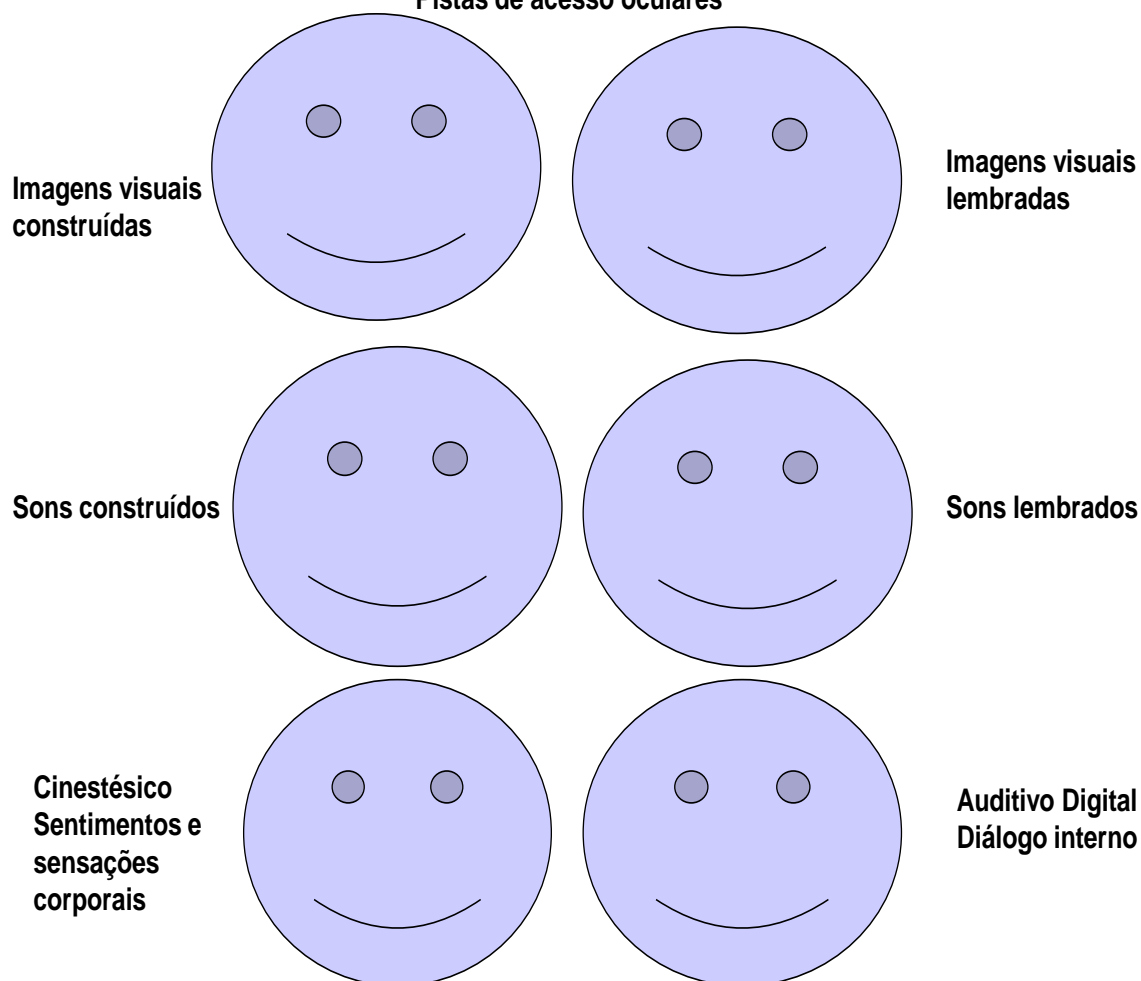 Pistas de acesso oculares
Imagens visuais
construídas
Imagens visuais
lembradas
Sons construídos
Sons lembrados
Cinestésico
Sentimentos e
sensações
corporais
Auditivo Digital
Diálogo interno